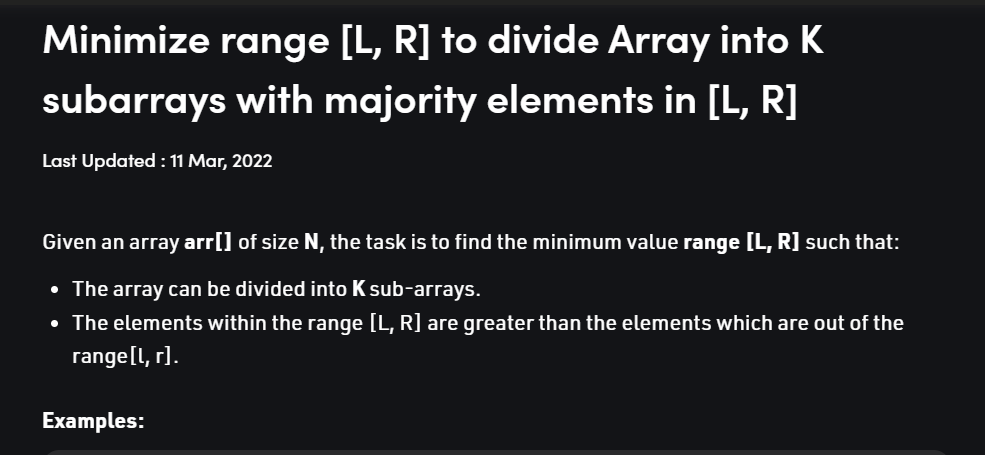 Minimize range [L, R] to divide Array into K
subarrays with majority elements in [L, R]
Last Updated : 11 Mar, 2022
Given an array arr[] of size N, the task is to find the minimum value range [L, R] such that:
• The array can be divided into K sub-arrays.
• The elements within the range [L, R] are greater than the elements which are out of the
range[l, r].
Examples: